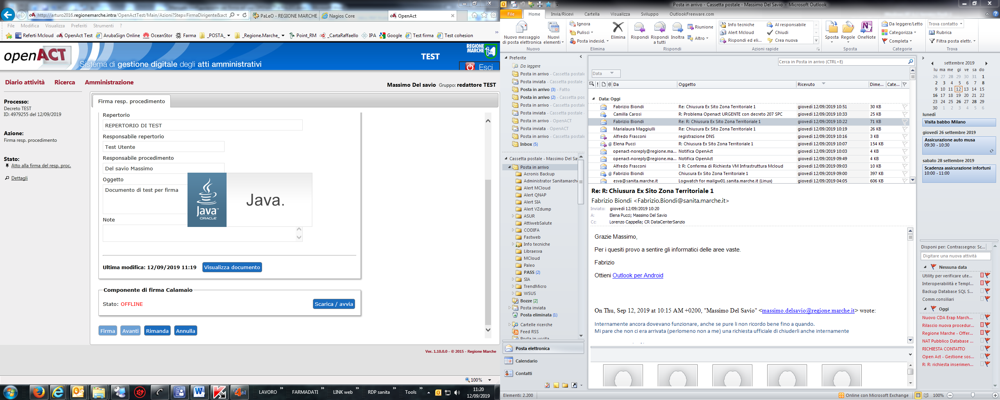 http://arturo2016.regionemarche.intra/OpenActTest/Main/Azioni?Step=FirmaDirigente&act
PaLeO - REGIONE MARCHE
Nagios Core
OpenAct
File Modifica Visualizza Preferiti Strumenti ?
Referti Mcloud OpenAct Test ArubaSign Online OceanStor Farma _POSTA_ _Regione.Marche_ Point_RM _CartaRaffaello IPA Google Test firma Test cohesion
openACT
Sistema di gestione digitale degli atti amministrativi
TEST
REGIONE
MARCHE
Esci
Diario attività Ricerca Amministrazione
Massimo Del savio Gruppo: redattore TEST
Processo:
Decreto TEST
ID: 4979255 del 12/09/2019
Azione:
Firma resp. procedimento
Stato:
Atto alla firma del resp. proc.
Dettagli
Firma resp. procedimento
Repertorio
REPERTORIO DI TEST
Responsabile repertorio
Test Utente
Responsabile procedimento
Del savio Massimo
Oggetto
Documento di test per firma
Note
Java
ORACLE
Java.
Ultima modifica: 12/09/2019 11:19
Visualizza documento
Componente di firma Calamaio
Stato: OFFLINE
Scarica / avvia
Firma Avanti Rimanda Annulla
Ver. 1.10.0.0 - © 2015 - Regione Marche
100%
LAVORO FARMADATI LINK web RDP sanita Tools
11:20
12/09/2019
Posta in arrivo - Cassetta postale - Massimo Del Savio - Microsoft Outlook
File Home Invia/Ricevi Cartella Visualizza Sviluppo OutlookFreeware.com
Nuovo messaggio
di posta elettronica
Nuovi
elementi
Nuovo
Ignora
Pulisci
Posta indesid.
Elimina
Elimina
Rispondi
Rispondi
a tutti
Inoltra
Riunione
Altro
Rispondi
Info tecniche
Alert Mcloud
Rispondi ed eli...
Al responsabile
Chiudi
Crea nuova
Azioni rapide
Sposta
Regole
OneNote
Sposta
Da leggere/Letto
Categorizza
Completa
Categorie
Trova contatto
Rubrica
Filtra posta elettr.
Trova
Preferite
Da leggere
Posta in arrivo - Cassetta postale
Posta inviata - Cassetta postale -
Posta in arrivo (3) - Fatto
Posta in arrivo (2) - Cassetta pos
Posta in arrivo - Cassetta postale
Posta inviata - Cassetta postale -
Posta in arrivo - OpenACT
Posta inviata - OpenACT
Posta in arrivo - Cassetta postale
Inbox (5)
Cassetta postale - Massimo Del Sa
Posta in arrivo
Acronis Backup
Administrator Sanitamarche
Alert MCloud
Alert QNAP
Alert SIA
Alert VZdump
ASUR
AttiwebSalute
CODIFA
Fastweb
Info tecniche
Libraesva
MCloud
Paleo
PASS (2)
SIA
TrendMicro
WSUS
Bozze [2]
Posta inviata
Posta eliminata (1)
Cartelle ricerche
Feed RSS
Posta in uscita
Posta elettronica
Calendario
Contatti
Elementi: 2.200
Cerca in Posta in arrivo (CTRL+E)
Data
Da Oggetto Ricevuto Dime... Cate...
Data: Oggi
Fabrizio Biondi Re: Chiusura Ex Sito Zona Territoriale 1 giovedì 12/09/2019 10:51 30 KB
Camilla Carosi R: Problema Openact URGENTE con decreto 207 SPC giovedì 12/09/2019 10:33 25 KB
Fabrizio Biondi Re: R: Chiusura Ex Sito Zona Territoriale 1 giovedì 12/09/2019 10:22 71 KB
Marialaura Maggiulli Re: Chiusura Ex Sito Zona Territoriale 1 giovedì 12/09/2019 10:19 26 KB
Alfredo Frasconi registrazione DNS giovedì 12/09/2019 10:16 3 KB
Elena Pucci R: Chiusura Ex Sito Zona Territoriale 1 giovedì 12/09/2019 10:07 154 KB
openact-noreply@regione.ma... Notifica OpenAct giovedì 12/09/2019 10:03 4 KB
openact-noreply@regione.ma... Notifica OpenAct giovedì 12/09/2019 09:49 4 KB
Alfredo Frasconi I: R: Conferma di Richiesta VM Infrastruttura Mcloud giovedì 12/09/2019 09:03 10 KB
Fabrizio Biondi Chiusura Ex Sito Zona Territoriale 1 giovedì 12/09/2019 09:00 397 KB
esva@sanita.marche.it Logwatch for mailgw01.sanita.marche.it (Linux) giovedì 12/09/2019 04:05 606 KB
Re: R: Chiusura Ex Sito Zona Territoriale 1
Fabrizio Biondi <Fabrizio.Biondi@sanita.marche.it>
Inviato: giovedì 12/09/2019 10:20
A: Elena Pucci; Massimo Del Savio
Cc: Lorenzo Cappella; CR DataCenterSanzio
Grazie Massimo,
Per i quesiti provo a sentire gli informatici delle aree vaste.
Fabrizio
Ottieni Outlook per Android
On Thu, Sep 12, 2019 at 10:15 AM +0200, "Massimo Del Savio" <massimo.delsavio@regione.marche.it> wrote:
Internamente ancora dovevano funzionare, anche se pure li non ricordo bene fino a quando.
Mi pare che non ci era arrivata (perlomeno non a me) una richiesta ufficiale di chiuderli anche internamente
settembre 2019
lu ma me gi ve sa do
26 27 28 29 30 31 1
2 3 4 5 6 7 8
9 10 11 12 13 14 15
16 17 18 19 20 21 22
23 24 25 26 27 28 29
30 1 2 3 4 5 6
lunedì
Visita babbo Milano
giovedì 26 settembre 2019
Assicurazione auto musa
09:30 - 10:30
sabato 28 settembre 2019
Scadenza assicurazione infortuni
10:00 - 11:00
Disponi per: Contrassegno: Sc...
Digitare una nuova attività
Nessuna data
Utility per verificare ute...
Interoperabilità e Templ...
Backup Database SQL S...
Comm.consiliari
Oggi
Nuovo CDA Erap March...
Rilascio nuova procedur...
Regione Marche - Offer...
NAT Pubblico Database ...
RICHIESTA CONTATTO
Open Act - Gestione sos...
R: R: richiesta inserimen...
Online con Microsoft Exchange 100%